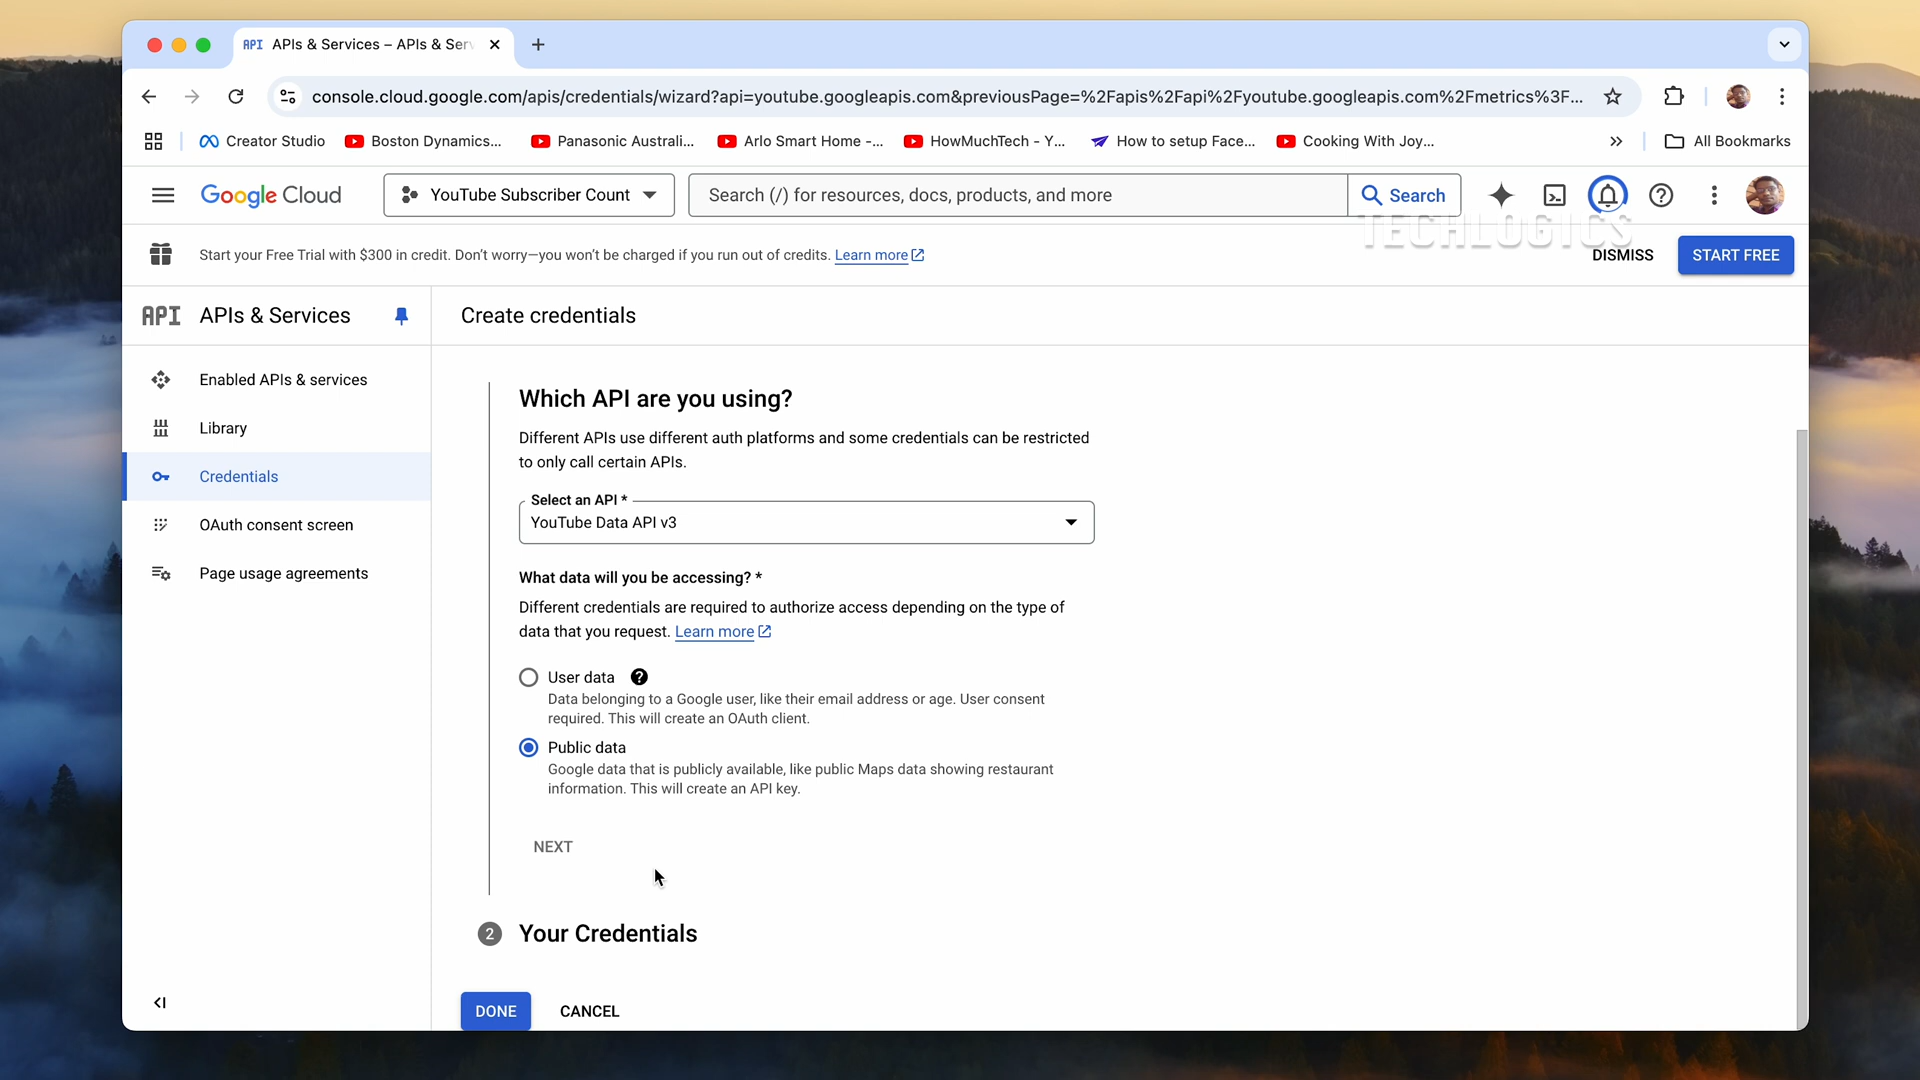 API APIs & Services – APIs & Ser
console.cloud.google.com/apis/credentials/wizard?api=youtube.googleapis.com&previousPage=%2Fapis%2Fapi%2Fyoutube.googleapis.com%2Fmetrics%3F...
Creator Studio Boston Dynamics... Panasonic Australi... Arlo Smart Home -... HowMuchTech - Y... How to setup Face... Cooking With Joy... All Bookmarks
Google Cloud YouTube Subscriber Count Search (/) for resources, docs, products, and more Search
TECHLOGICS
Start your Free Trial with $300 in credit. Don't worry—you won't be charged if you run out of credits. Learn more DISMISS START FREE
API APIs & Services
Create credentials
Enabled APIs & services
Library
Credentials
OAuth consent screen
Page usage agreements
Which API are you using?
Different APIs use different auth platforms and some credentials can be restricted
to only call certain APIs.
Select an API *
YouTube Data API v3
What data will you be accessing? *
Different credentials are required to authorize access depending on the type of
data that you request. Learn more
User data
Data belonging to a Google user, like their email address or age. User consent
required. This will create an OAuth client.
Public data
Google data that is publicly available, like public Maps data showing restaurant
information. This will create an API key.
NEXT
2 Your Credentials
DONE CANCEL